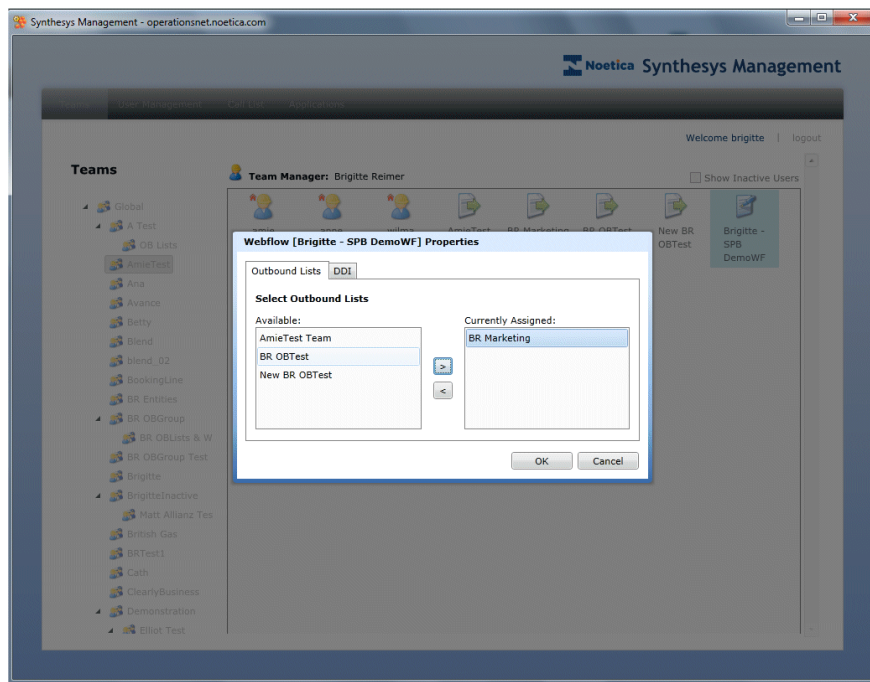 Synthesys Management - operationsnet.noetica.com
Noetica Synthesys Management
Teams User Management Call List Applications
Welcome brigitte | logout
Teams
Team Manager: Brigitte Reimer
Show Inactive Users
Global
A Test
OB Lists
AmieTest
Ana
Avance
Betty
Blend
blend_02
BookingLine
BR Entities
BR OBGroup
BR OBLists & W
BR OBGroup Test
Brigitte
BrigitteInactive
Matt Allianz Tes
British Gas
BRTest1
Cath
ClearlyBusiness
Demonstration
Elliot Test
amie anne wilma AmieTest BR Marketing BR OBTest New BR OBTest
Brigitte -
SPB
DemoWF
Webflow [Brigitte - SPB DemoWF] Properties
Outbound Lists DDI
Select Outbound Lists
Available:
AmieTest Team
BR OBTest
New BR OBTest
>
<
Currently Assigned:
BR Marketing
OK Cancel